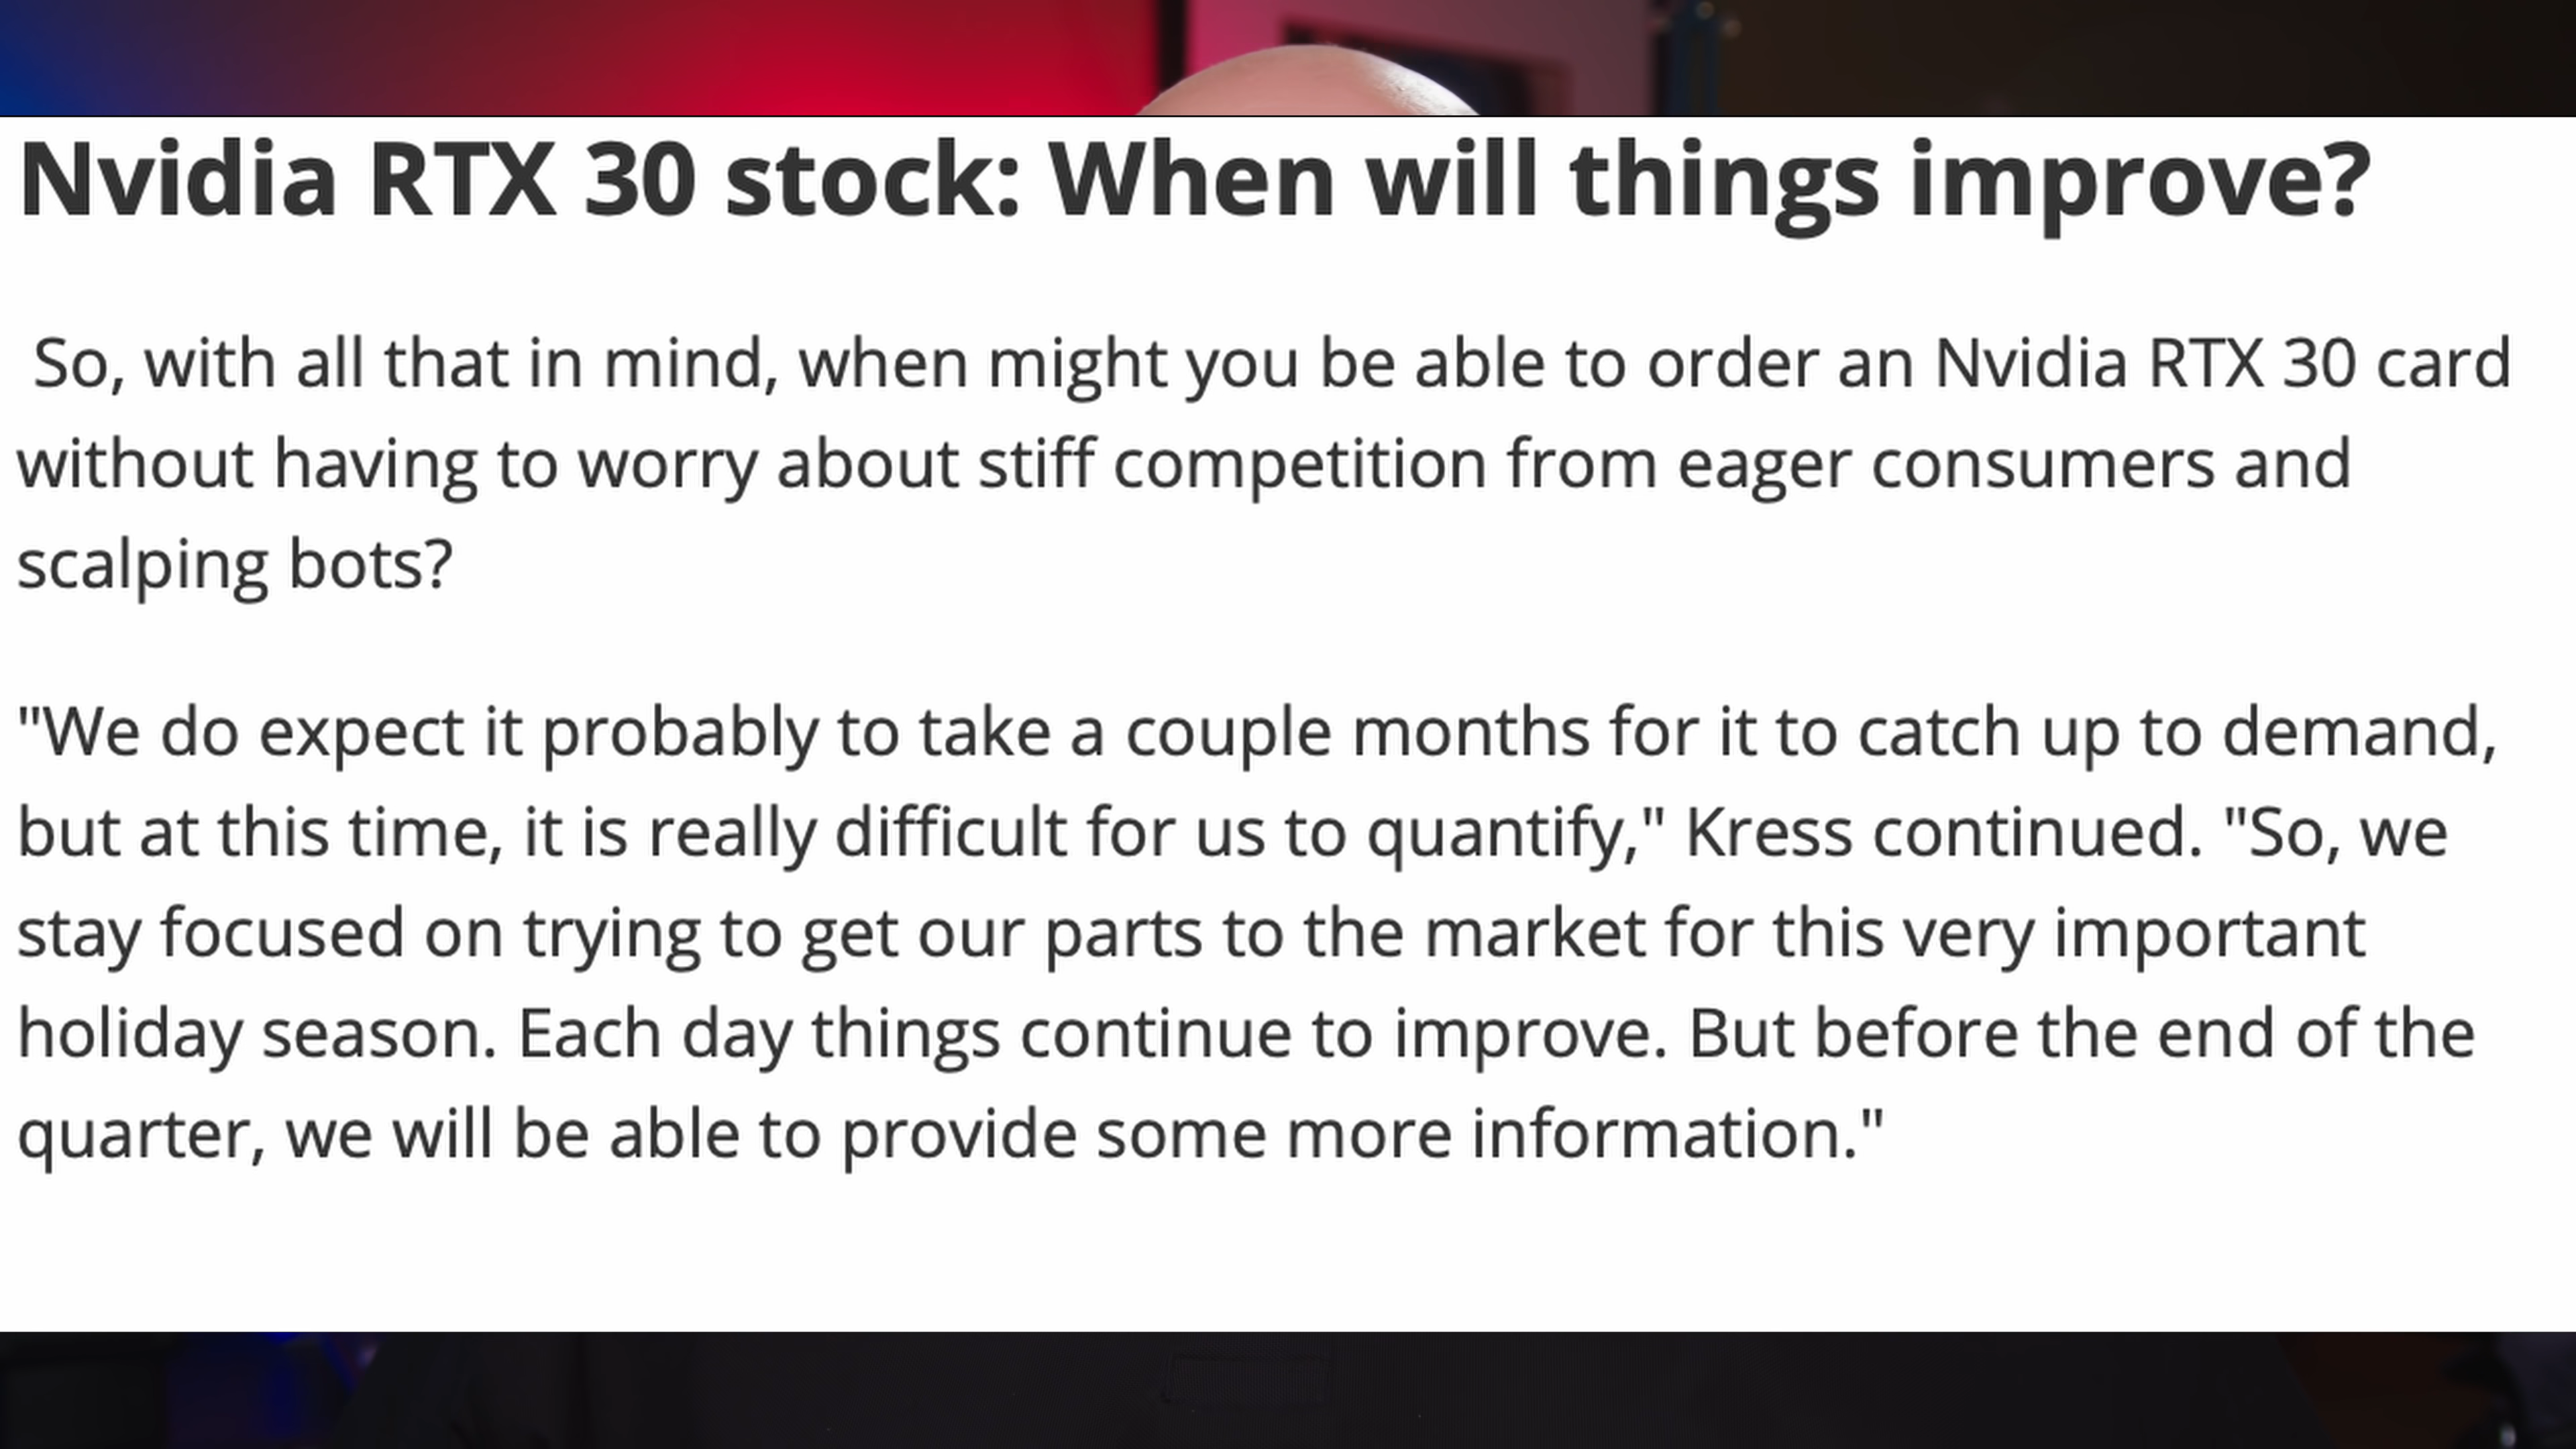 Nvidia RTX 30 stock: When will things improve?
So, with all that in mind, when might you be able to order an Nvidia RTX 30 card
without having to worry about stiff competition from eager consumers and
scalping bots?
"We do expect it probably to take a couple months for it to catch up to demand,
but at this time, it is really difficult for us to quantify," Kress continued. "So, we
stay focused on trying to get our parts to the market for this very important
holiday season. Each day things continue to improve. But before the end of the
quarter, we will be able to provide some more information."